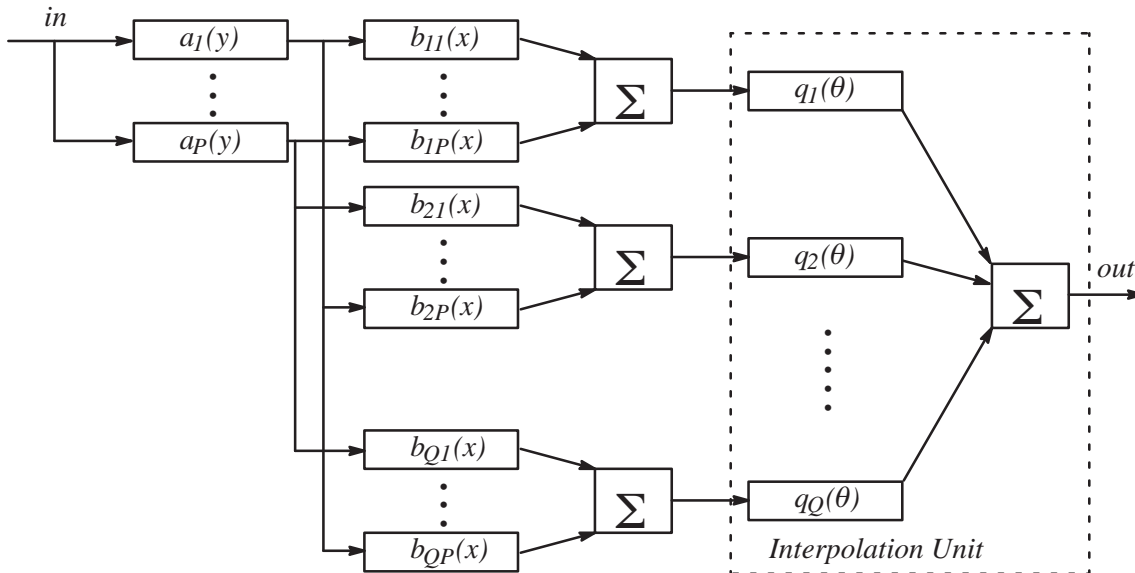 in
a1(y)
b11(x)
aP(y)
b1P(x)
Σ
q1(θ)
b21(x)
b2P(x)
Σ
q2(θ)
Σ
out
bQ1(x)
bQP(x)
Σ
qQ(θ)
Interpolation Unit